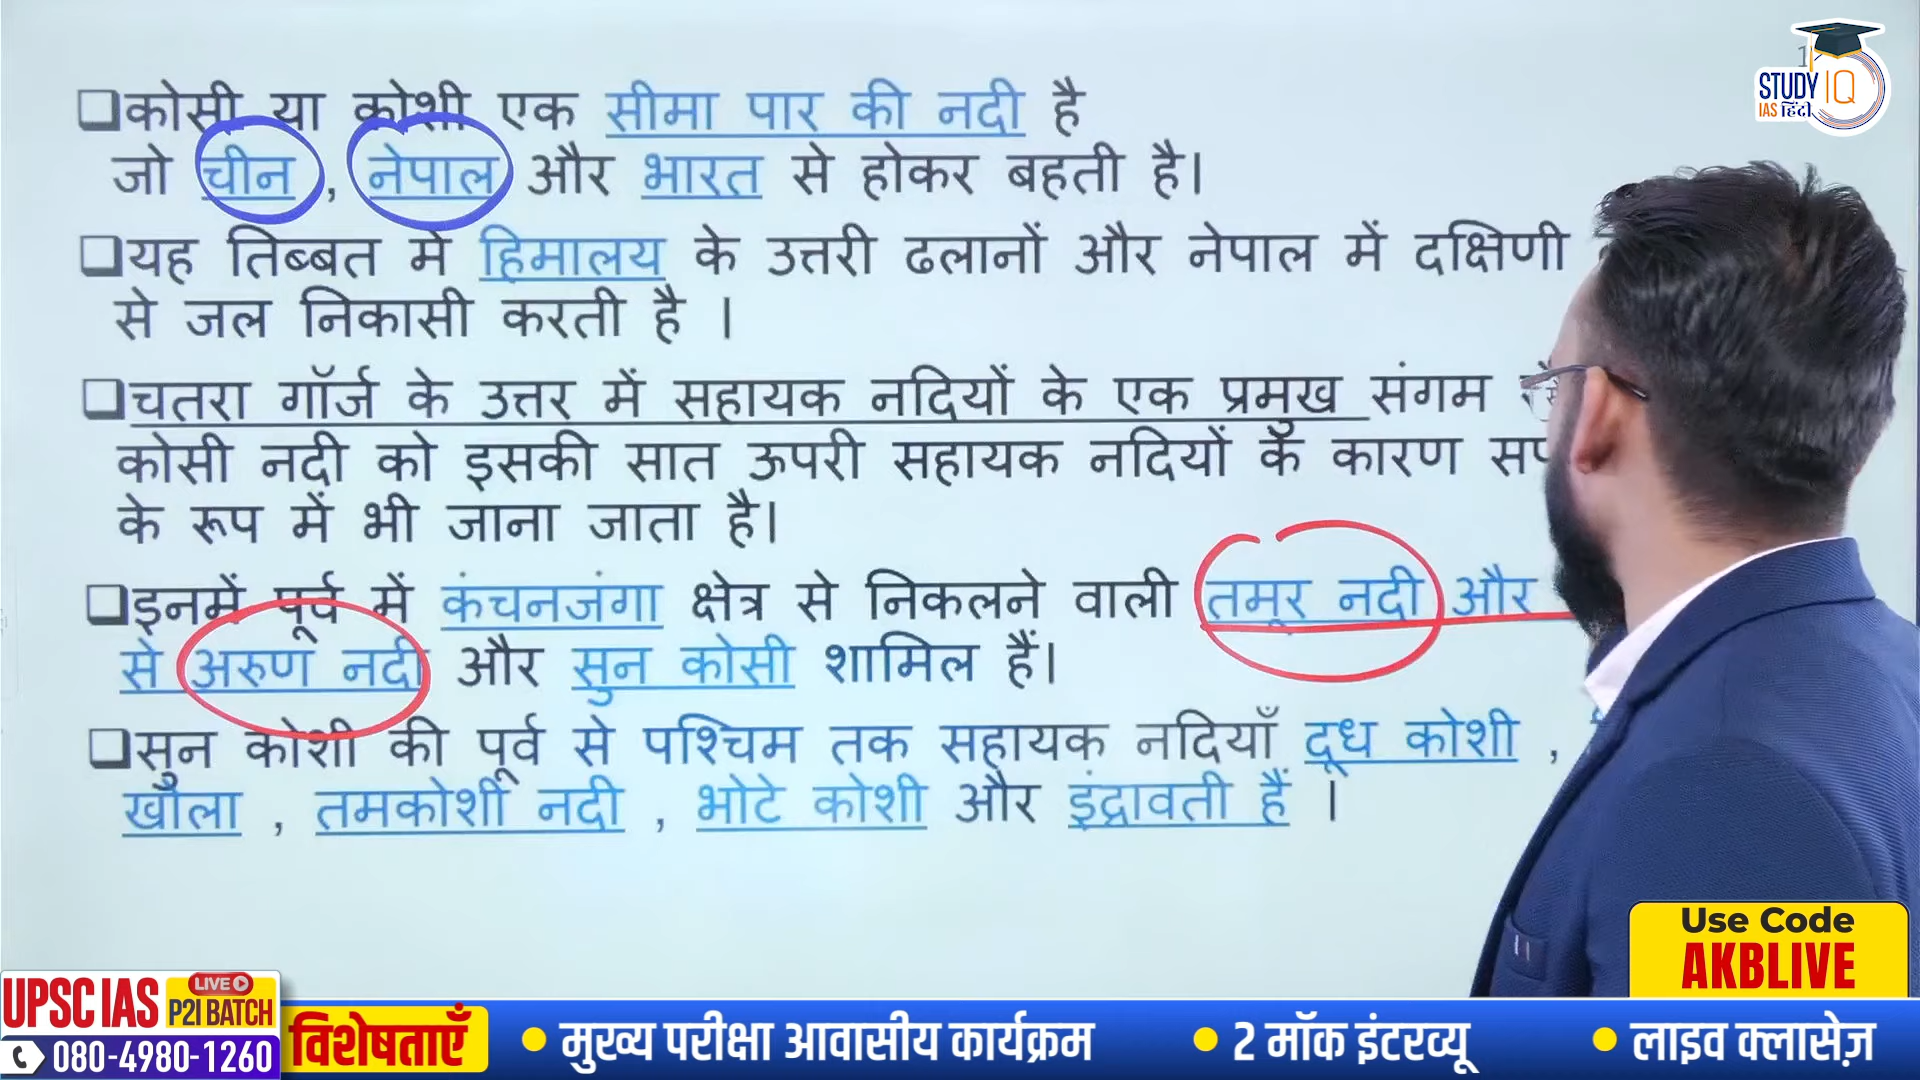 ❑कोसी या कोशी एक सीमा पार की नदी है
जो चीन , नेपाल और भारत से होकर बहती है।
❑यह तिब्बत में हिमालय के उत्तरी ढलानों और नेपाल में दक्षिणी
से जल निकासी करती है ।
❑चतरा गॉर्ज के उत्तर में सहायक नदियों के एक प्रमुख संगम
कोसी नदी को इसकी सात ऊपरी सहायक नदियों के कारण
के रूप में भी जाना जाता है।
❑इनमें पूर्व में कंचनजंगा क्षेत्र से निकलने वाली तमूर नदी और
से अरुण नदी और सुन कोसी शामिल हैं।
❑सुन कोशी की पूर्व से पश्चिम तक सहायक नदियाँ दूध कोशी ,
खोला , तमकोशी नदी , भोटे कोशी और इंद्रावती हैं ।
STUDY IQ
IAS हिंदी
Use Code
AKBLIVE
UPSC IAS LIVE P2I BATCH
080-4980-1260
विशेषताएँ • मुख्य परीक्षा आवासीय कार्यक्रम • 2 मॉक इंटरव्यू • लाइव क्लासेज़